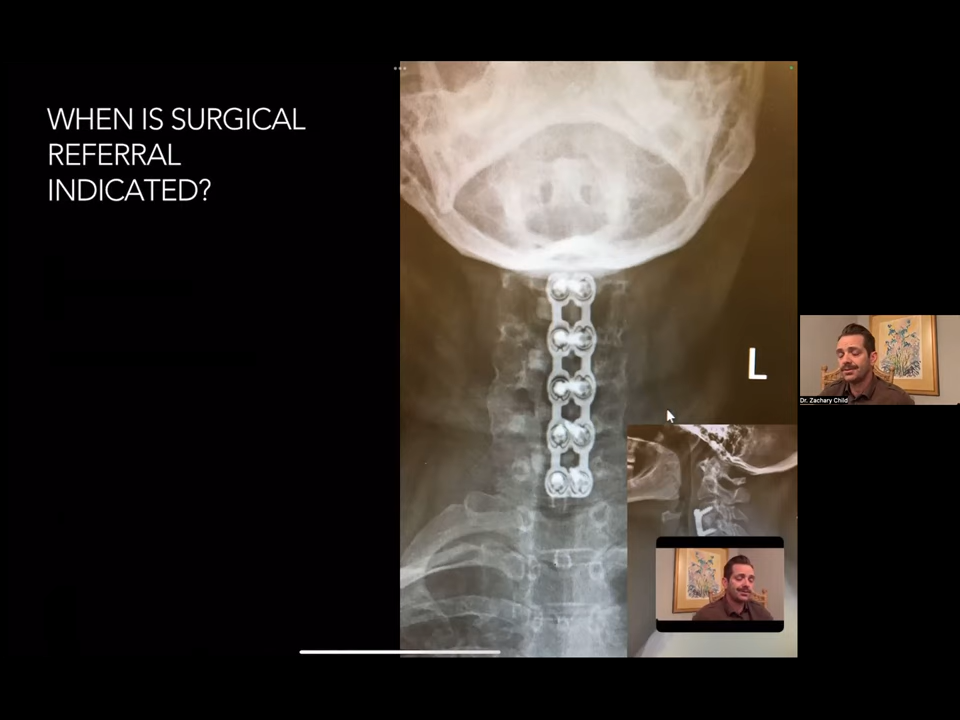 WHEN IS SURGICAL
REFERRAL
INDICATED?
L
Dr. Zachary Child